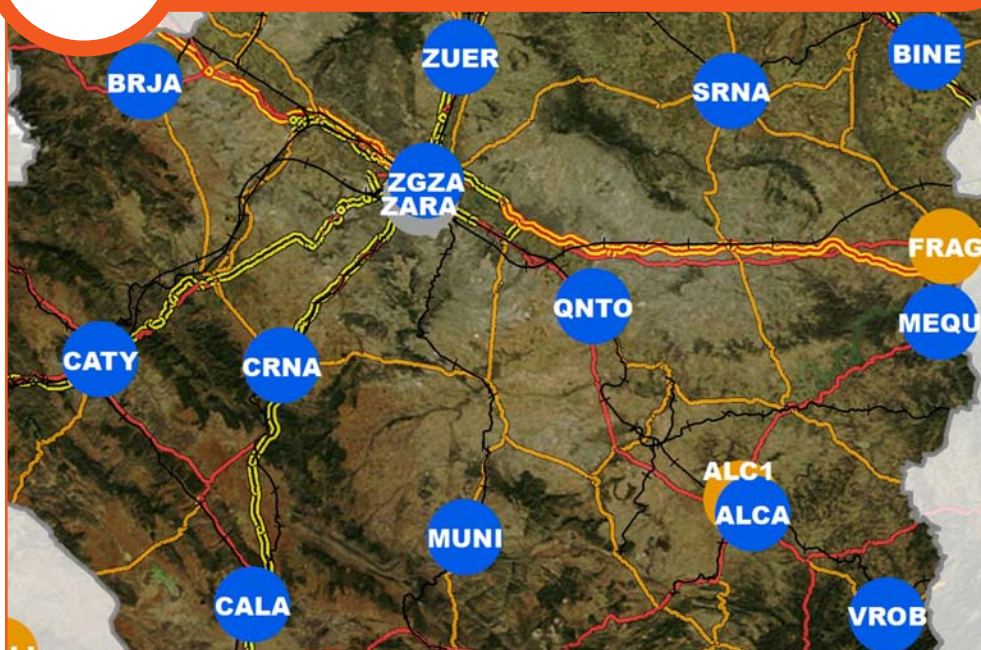 ZUER
BINE
BRJA
SRNA
ZGZA
ZARA
FRAG
QNTO
MEQU
CATY
CRNA
ALC1
ALCA
MUNI
CALA
VROB